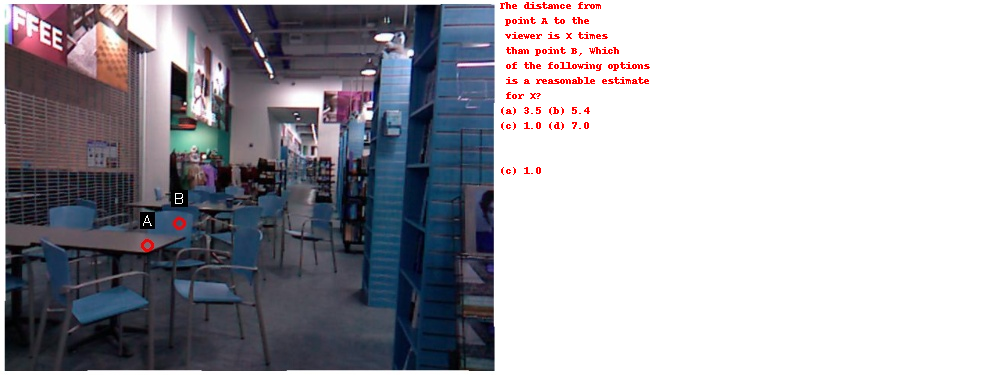 OFFEE
A
B
The distance from
point A to the
viewer is X times
than point B, Which
of the following options
is a reasonable estimate
for X?
(a) 3.5 (b) 5.4
(c) 1.0 (d) 7.0
(c) 1.0